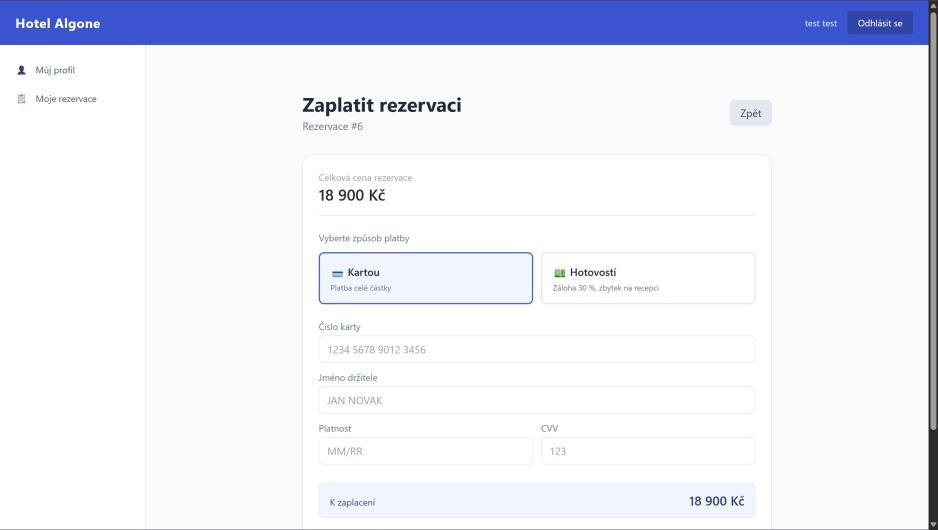 Hotel Algone
test test
Odhlásit se
Můj profil
Moje rezervace
Zaplatit rezervaci
Rezervace #6
Zpět
Celková cena rezervace
18 900 Kč
Vyberte způsob platby
Kartou
Platba celé částky
Hotovostí
Záloha 30 %, zbytek na recepci
Číslo karty
1234 5678 9012 3456
Jméno držitele
JAN NOVAK
Platnost
CVV
MM/RR
123
K zaplacení
18 900 Kč